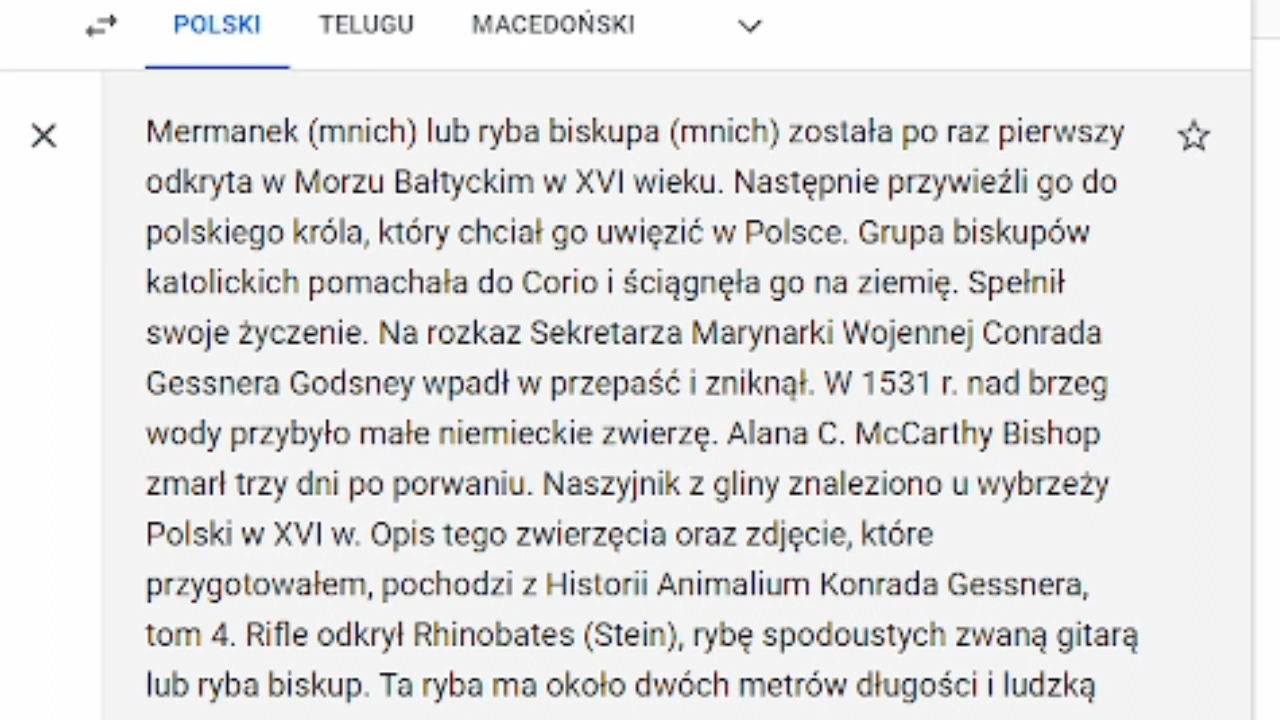 POLSKI TELUGU MACEDOŃSKI
Mermanek (mnich) lub ryba biskupa (mnich) została po raz pierwszy
odkryta w Morzu Bałtyckim w XVI wieku. Następnie przywieźli go do
polskiego króla, który chciał go uwięzić w Polsce. Grupa biskupów
katolickich pomachała do Corio i ściągnęła go na ziemię. Spełnił
swoje życzenie. Na rozkaz Sekretarza Marynarki Wojennej Conrada
Gessnera Godsney wpadł w przepaść i zniknął. W 1531 r. nad brzeg
wody przybyło małe niemieckie zwierzę. Alana C. McCarthy Bishop
zmarł trzy dni po porwaniu. Naszyjnik z gliny znaleziono u wybrzeży
Polski w XVI w. Opis tego zwierzęcia oraz zdjęcie, które
przygotowałem, pochodzi z Historii Animalium Konrada Gessnera,
tom 4. Rifle odkrył Rhinobates (Stein), rybę spodoustych zwaną gitarą
lub ryba biskup. Ta ryba ma około dwóch metrów długości i ludzką